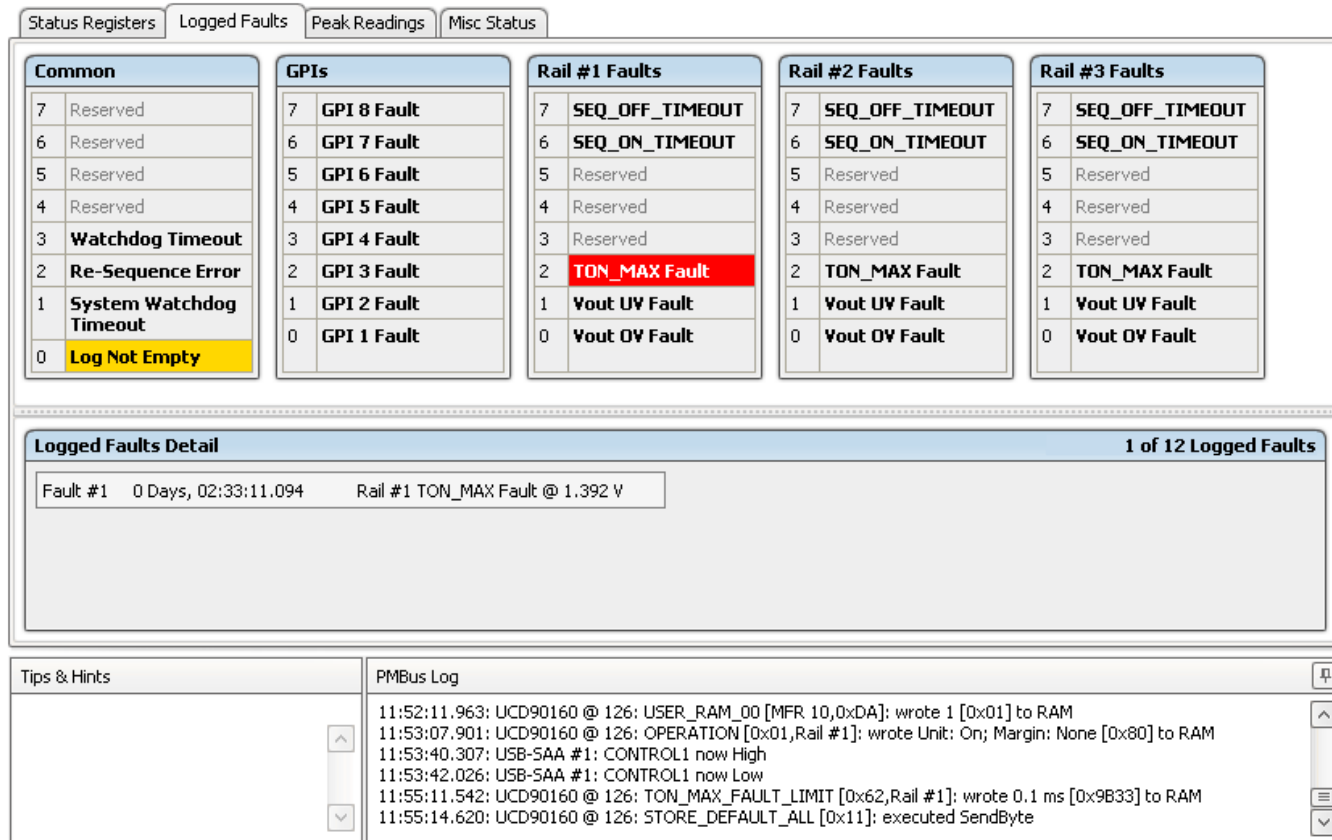 Status Registers Logged Faults Peak Readings Misc Status
Common GPIs Rail #1 Faults Rail #2 Faults Rail #3 Faults
7 Reserved 7 GPI 8 Fault 7 SEQ_OFF_TIMEOUT 7 SEQ_OFF_TIMEOUT 7 SEQ_OFF_TIMEOUT
6 Reserved 6 GPI 7 Fault 6 SEQ_ON_TIMEOUT 6 SEQ_ON_TIMEOUT 6 SEQ_ON_TIMEOUT
5 Reserved 5 GPI 6 Fault 5 Reserved 5 Reserved 5 Reserved
4 Reserved 4 GPI 5 Fault 4 Reserved 4 Reserved 4 Reserved
3 Watchdog Timeout 3 GPI 4 Fault 3 Reserved 3 Reserved 3 Reserved
2 Re-Sequence Error 2 GPI 3 Fault 2 TON_MAX Fault 2 TON_MAX Fault 2 TON_MAX Fault
1 System Watchdog 1 GPI 2 Fault 1 Vout UV Fault 1 Vout UV Fault 1 Vout UV Fault
Timeout 0 GPI 1 Fault 0 Vout OV Fault 0 Vout OV Fault 0 Vout OV Fault
0 Log Not Empty
Logged Faults Detail 1 of 12 Logged Faults
Fault #1 0 Days, 02:33:11.094 Rail #1 TON_MAX Fault @ 1.392 V
Tips & Hints PMBus Log
11:52:11.963: UCD90160 @ 126: USER_RAM_00 [MFR 10,0xDA]: wrote 1 [0x01] to RAM
11:53:07.901: UCD90160 @ 126: OPERATION [0x01,Rail #1]: wrote Unit: On; Margin: None [0x80] to RAM
11:53:40.307: USB-SAA #1: CONTROL1 now High
11:53:42.026: USB-SAA #1: CONTROL1 now Low
11:55:11.542: UCD90160 @ 126: TON_MAX_FAULT_LIMIT [0x62,Rail #1]: wrote 0.1 ms [0x9B33] to RAM
11:55:14.620: UCD90160 @ 126: STORE_DEFAULT_ALL [0x11]: executed SendByte